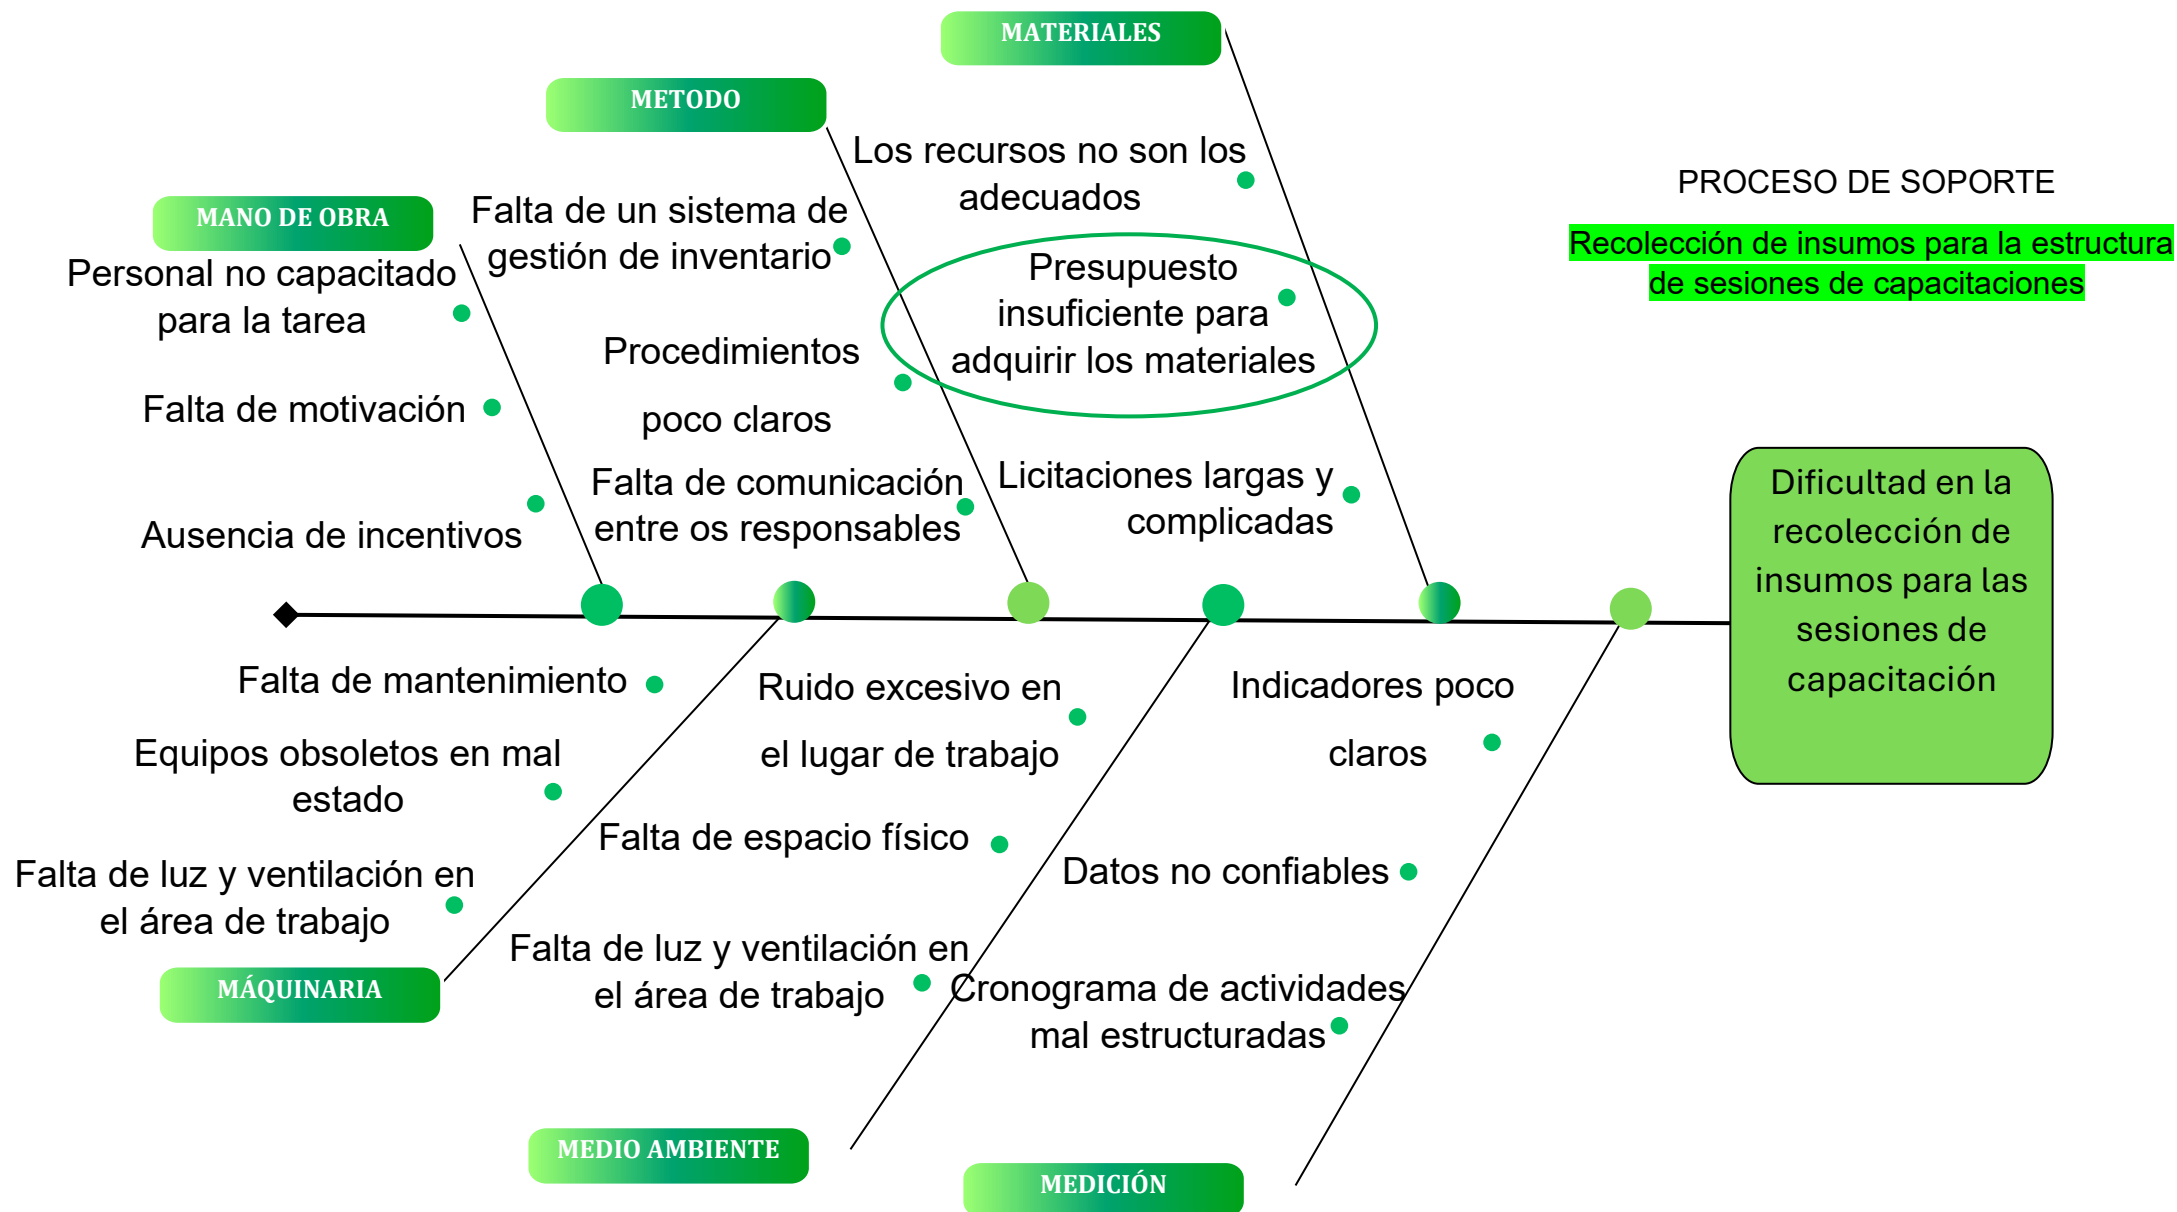 MATERIALES
METODO
Los recursos no son los
adecuados
PROCESO DE SOPORTE
Recolección de insumos para la estructura
de sesiones de capacitaciones
MANO DE OBRA
Falta de un sistema de
gestión de inventario
Personal no capacitado
para la tarea
Presupuesto
insuficiente para
adquirir los materiales
Procedimientos
poco claros
Falta de motivación
Falta de comunicación
entre os responsables
Licitaciones largas y
complicadas
Ausencia de incentivos
Dificultad en la
recolección de
insumos para las
sesiones de
capacitación
Falta de mantenimiento
Ruido excesivo en
el lugar de trabajo
Indicadores poco
claros
Equipos obsoletos en mal
estado
Falta de espacio físico
Datos no confiables
Falta de luz y ventilación en
el área de trabajo
Falta de luz y ventilación en
el área de trabajo
Cronograma de actividades
mal estructuradas
MÁQUINARIA
MEDIO AMBIENTE
MEDICIÓN